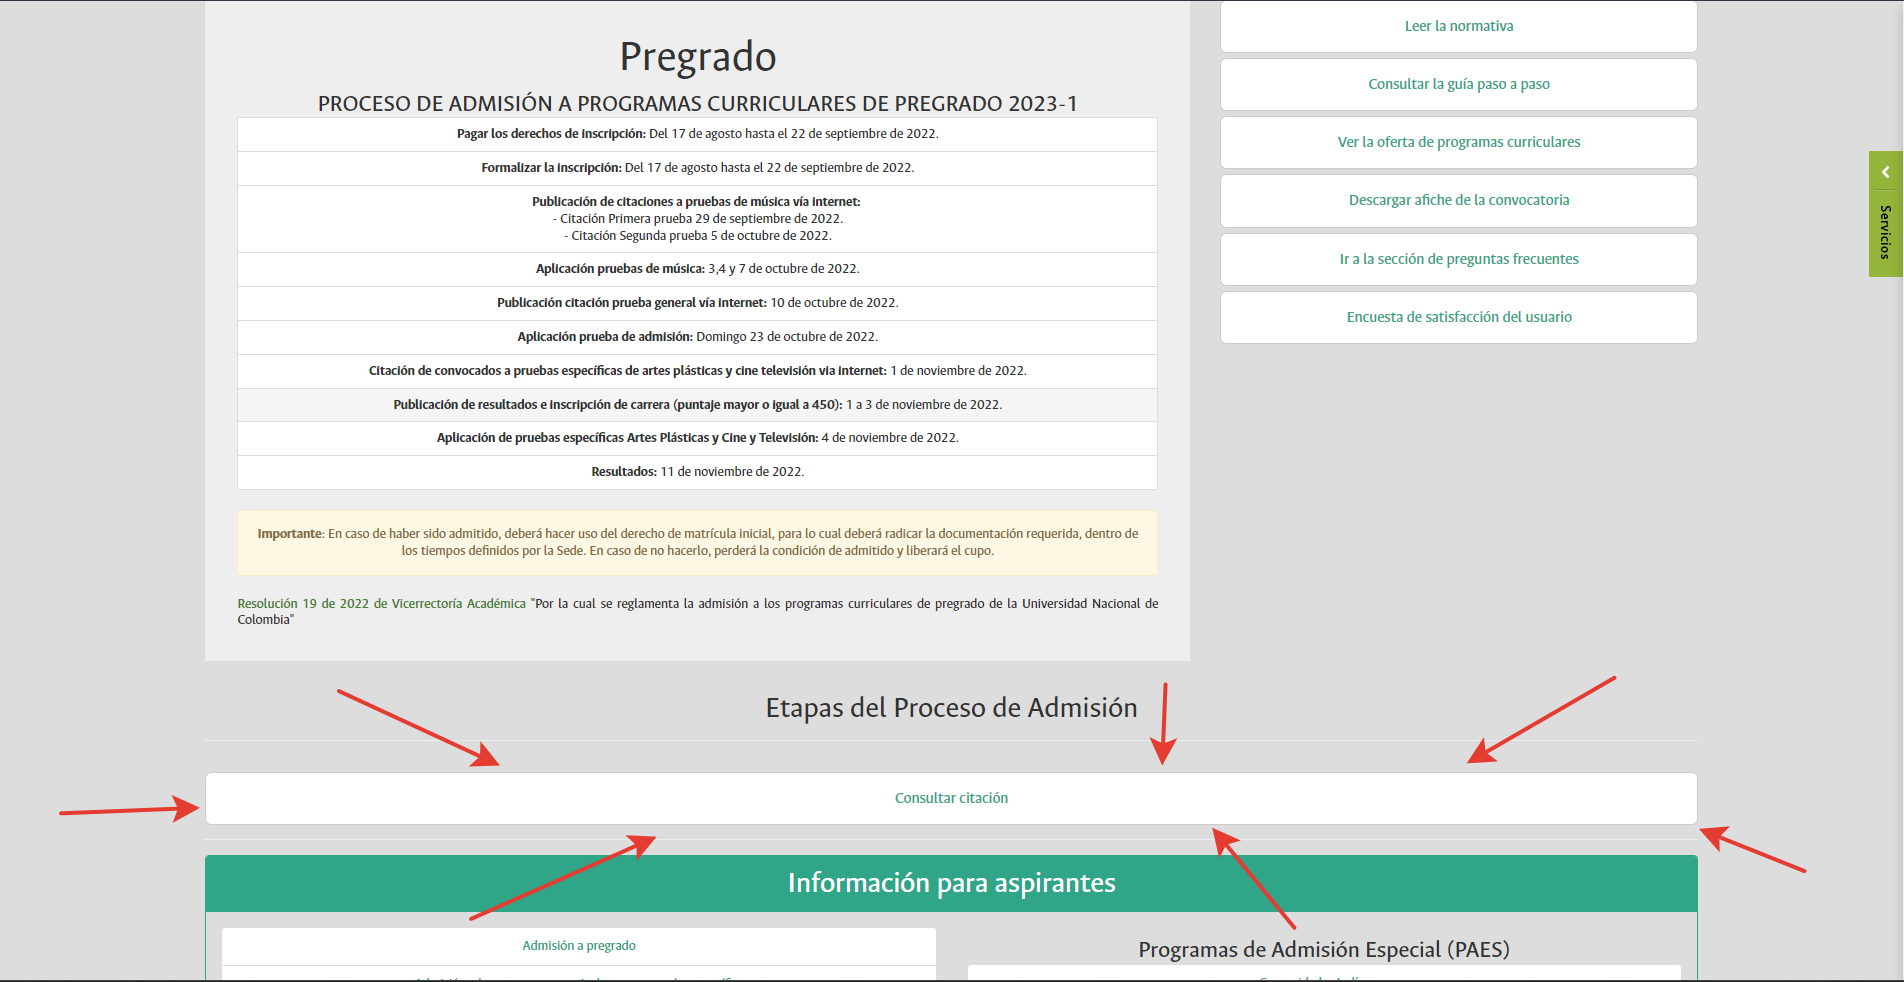 Pregrado
PROCESO DE ADMISIÓN A PROGRAMAS CURRICULARES DE PREGRADO 2023-1
Pagar los derechos de inscripción: Del 17 de agosto hasta el 22 de septiembre de 2022.
Formalizar la inscripción: Del 17 de agosto hasta el 22 de septiembre de 2022.
Publicación de citaciones a pruebas de música vía internet:
- Citación Primera prueba 29 de septiembre de 2022.
- Citación Segunda prueba 5 de octubre de 2022.
Aplicación pruebas de música: 3,4 y 7 de octubre de 2022.
Publicación citación prueba general vía internet: 10 de octubre de 2022.
Aplicación prueba de admisión: Domingo 23 de octubre de 2022.
Citación de convocados a pruebas específicas de artes plásticas y cine televisión via internet: 1 de noviembre de 2022.
Publicación de resultados e inscripción de carrera (puntaje mayor o igual a 450): 1 a 3 de noviembre de 2022.
Aplicación de pruebas específicas Artes Plásticas y Cine y Televisión: 4 de noviembre de 2022.
Resultados: 11 de noviembre de 2022.
Importante: En caso de haber sido admitido, deberá hacer uso del derecho de matrícula inicial, para lo cual deberá radicar la documentación requerida, dentro de
los tiempos definidos por la Sede. En caso de no hacerlo, perderá la condición de admitido y liberará el cupo.
Resolución 19 de 2022 de Vicerrectoría Académica "Por la cual se reglamenta la admisión a los programas curriculares de pregrado de la Universidad Nacional de
Colombia"
Leer la normativa
Consultar la guía paso a paso
Ver la oferta de programas curriculares
Descargar afiche de la convocatoria
Ir a la sección de preguntas frecuentes
Encuesta de satisfacción del usuario
Servicios
Etapas del Proceso de Admisión
Consultar citación
Información para aspirantes
Admisión a pregrado
Programas de Admisión Especial (PAES)